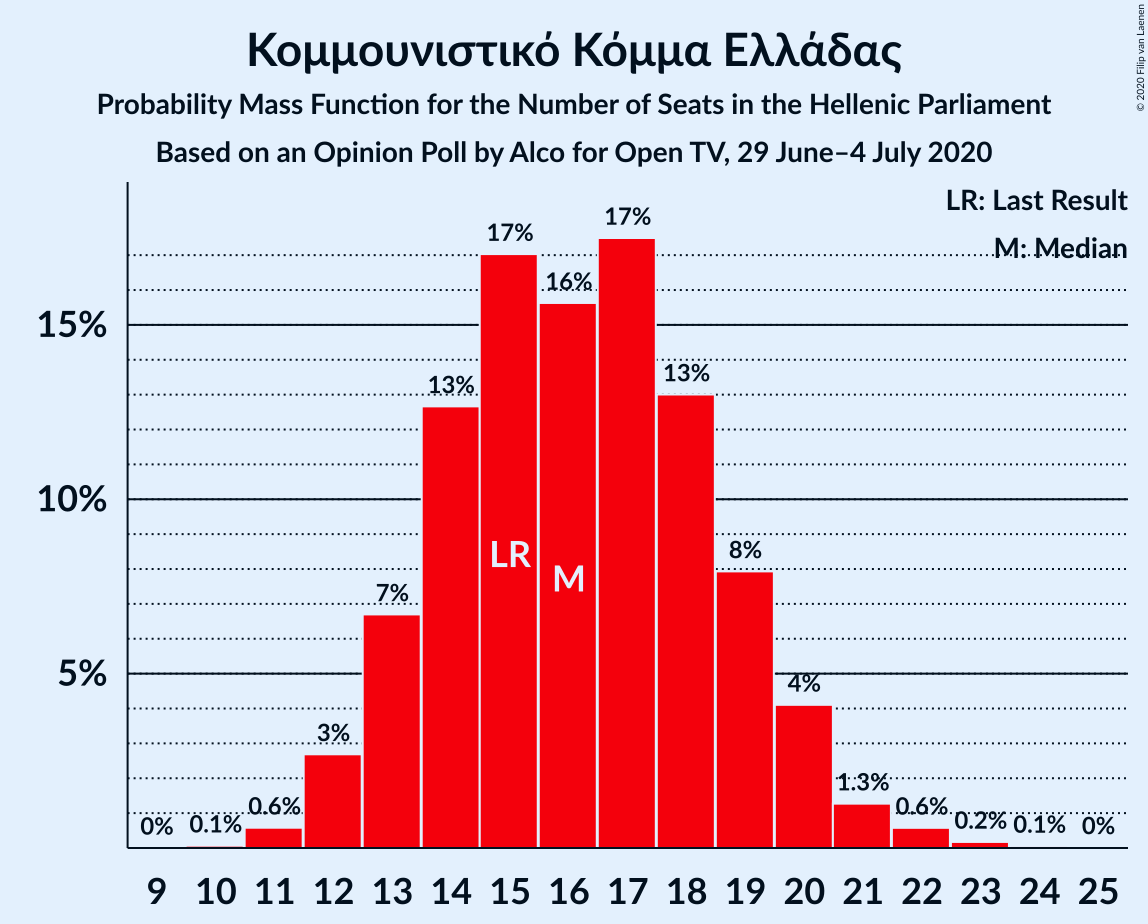 © 2020 Filip van Laenen
Κομμουνιστικό Κόμμα Ελλάδας
Probability Mass Function for the Number of Seats in the Hellenic Parliament
Based on an Opinion Poll by Alco for Open TV, 29 June–4 July 2020
LR: Last Result
M: Median
15%
10%
5%
0%
0.1%
0.6%
3%
7%
13%
17%
16%
17%
13%
8%
4%
1.3%
0.6%
0.2%
0.1%
0%
LR
M
9 10 11 12 13 14 15 16 17 18 19 20 21 22 23 24 25